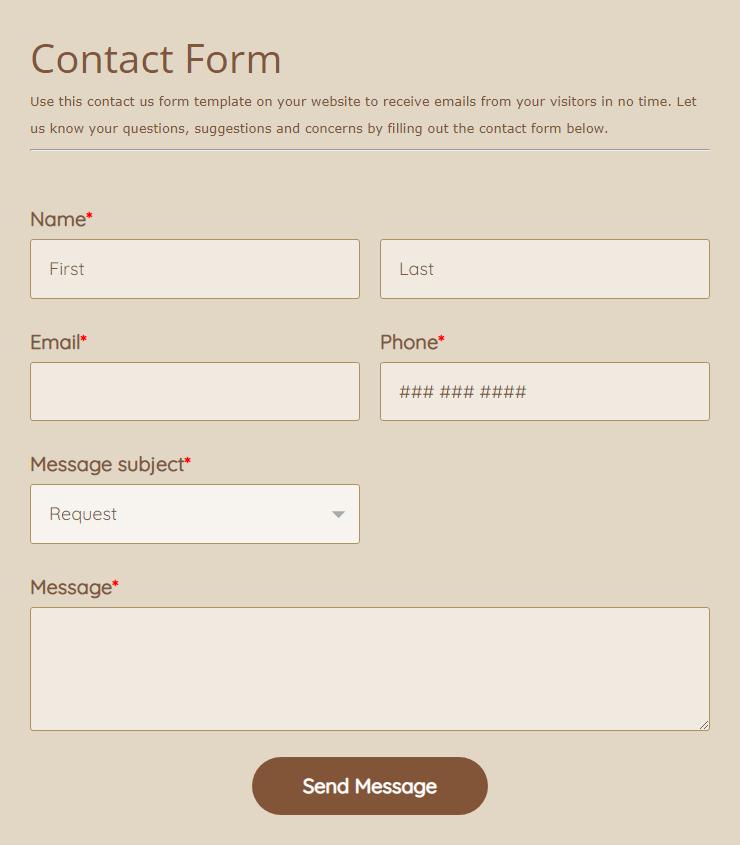 Contact Form
Use this contact us form template on your website to receive emails from your visitors in no time. Let
us know your questions, suggestions and concerns by filling out the contact form below.
Name*
First Last
Email* Phone*
### ### ####
Message subject*
Request
Message*
Send Message